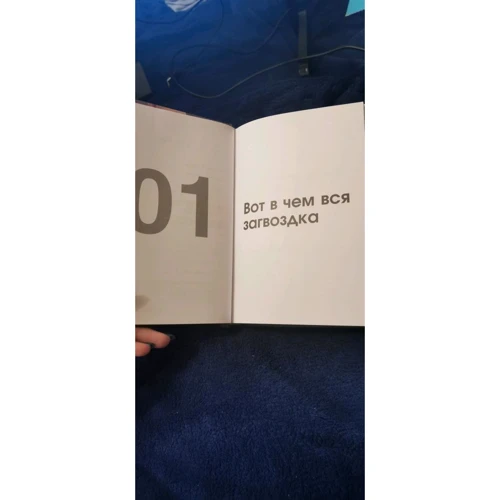 01
Вот в чем вся
загвоздка